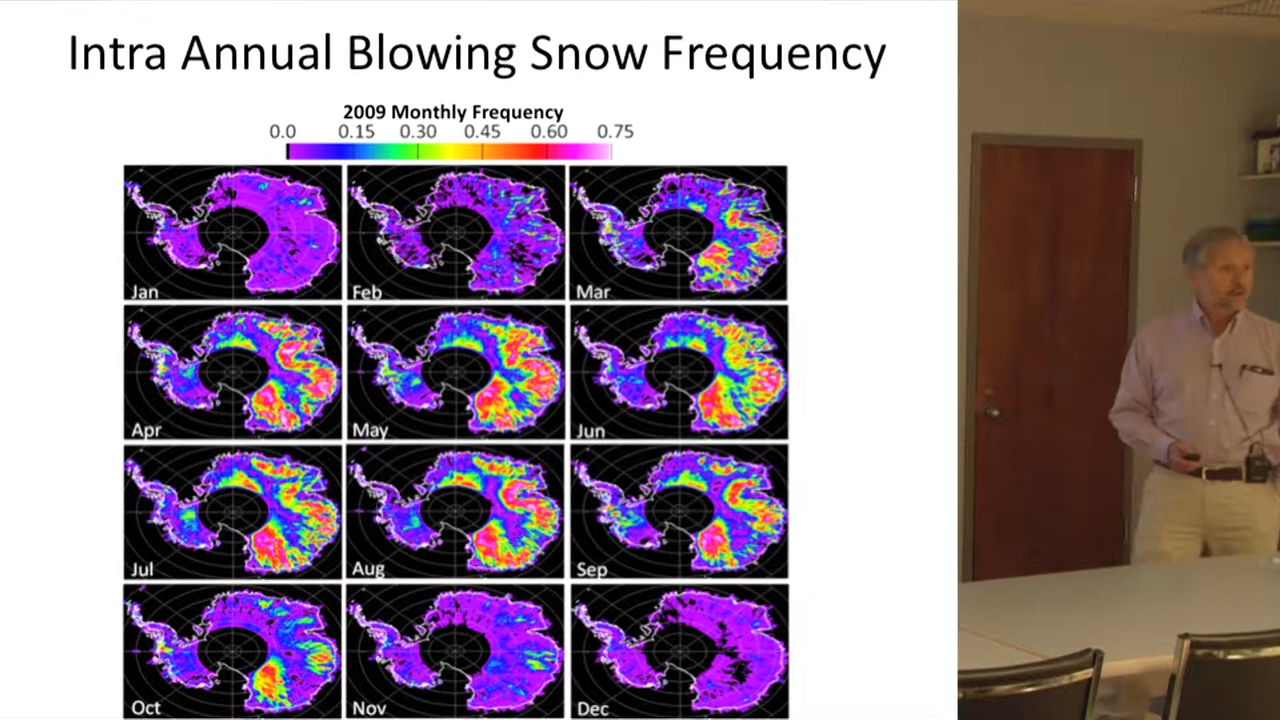 Intra Annual Blowing Snow Frequency
2009 Monthly Frequency
0.0 0.15 0.30 0.45 0.60 0.75
Jan Feb Mar
Apr May Jun
Jul Aug Sep
Oct Nov Dec